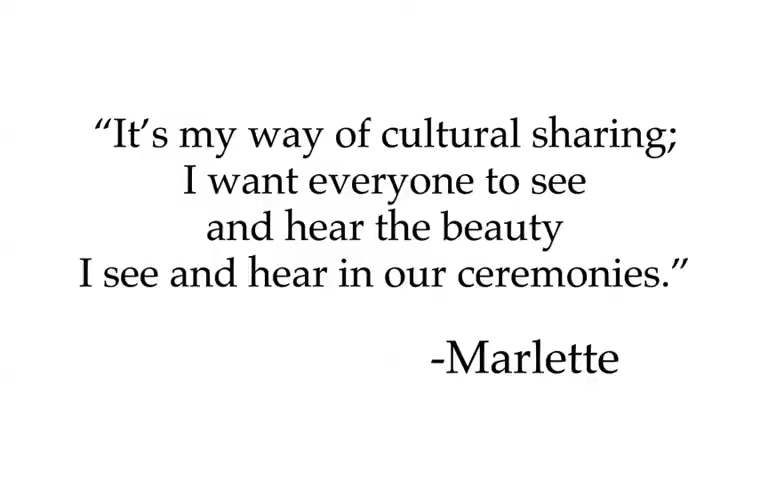 “It’s my way of cultural sharing;
I want everyone to see
and hear the beauty
I see and hear in our ceremonies.”
-Marlette